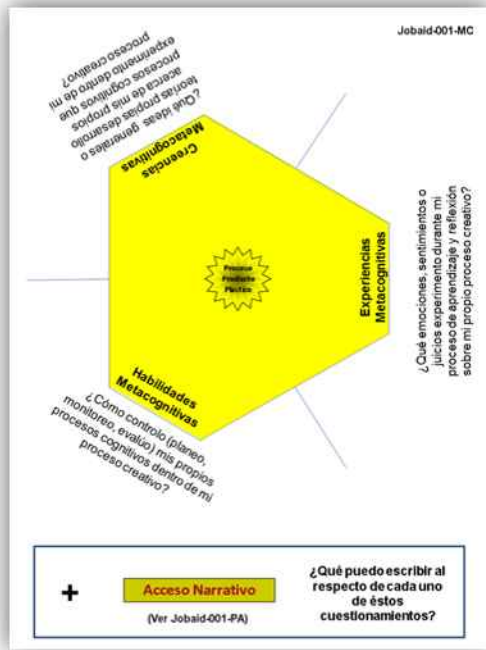 Jobaid-001-MC
¿Qué ideas generales o
teorías propias desarrollo
acerca de mis propios
procesos cognitivos que
experimento dentro de mi
proceso creativo?
Creencias
Metacognitivas
Proceso
Producto
Plástico
Experiencias
Metacognitivas
¿Qué emociones, sentimientos o
juicios experimento durante mi
proceso de aprendizaje y reflexión
sobre mi propio proceso creativo?
Habilidades
Metacognitivas
¿Cómo controlo (planeo,
monitoreo, evalúo) mis propios
procesos cognitivos dentro de mi
proceso creativo?
+
Acceso Narrativo
(Ver Jobaid-001-PA)
¿Qué puedo escribir al
respecto de cada uno
de éstos
cuestionamientos?